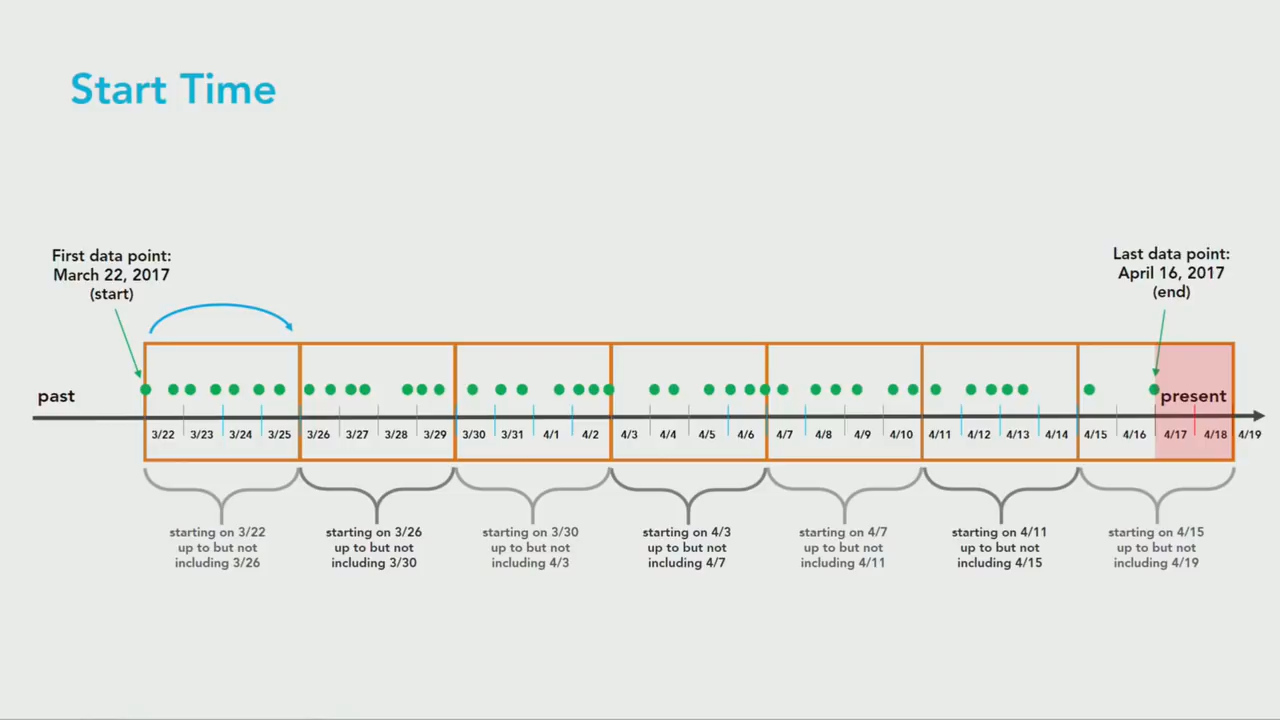 Start Time
First data point:
March 22, 2017
(start)
Last data point:
April 16, 2017
(end)
past
present
3/22 3/23 3/24 3/25 3/26 3/27 3/28 3/29 3/30 3/31 4/1 4/2 4/3 4/4 4/5 4/6 4/7 4/8 4/9 4/10 4/11 4/12 4/13 4/14 4/15 4/16 4/17 4/18 4/19
starting on 3/22
up to but not
including 3/26
starting on 3/26
up to but not
including 3/30
starting on 3/30
up to but not
including 4/3
starting on 4/3
up to but not
including 4/7
starting on 4/7
up to but not
including 4/11
starting on 4/11
up to but not
including 4/15
starting on 4/15
up to but not
including 4/19